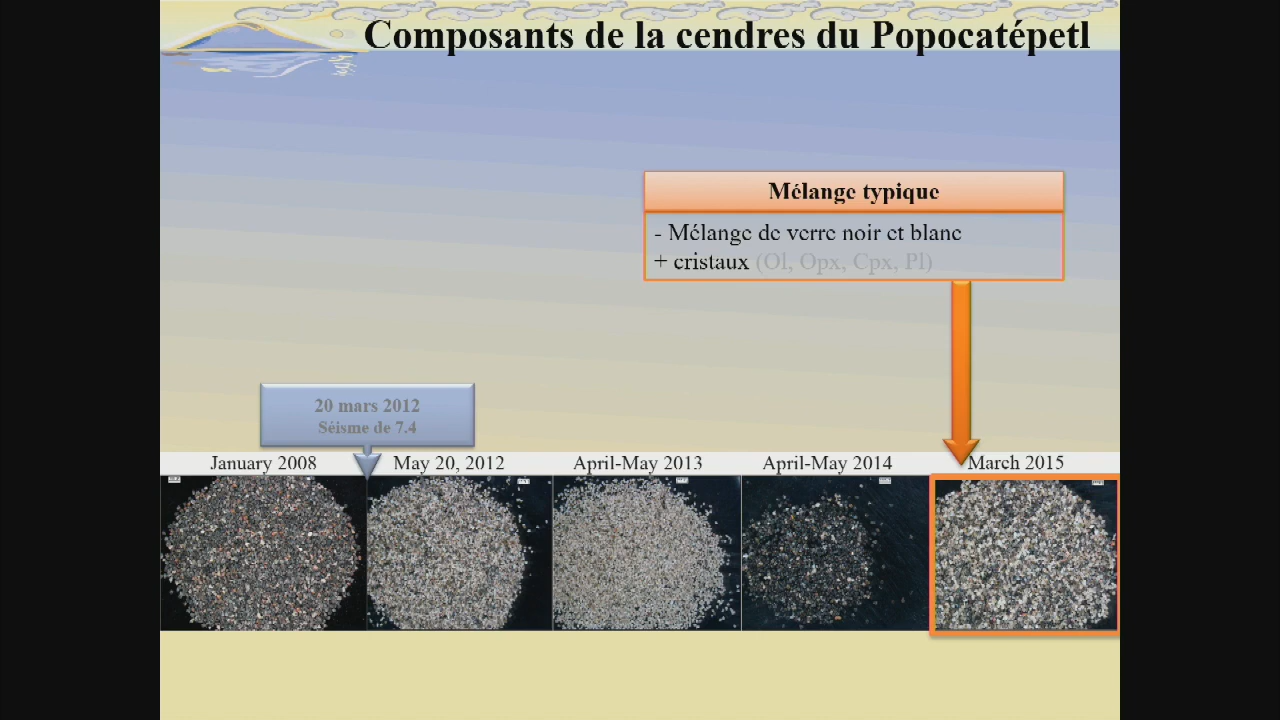 Composants de la cendres du Popocatépetl
Mélange typique
- Mélange de verre noir et blanc
+ cristaux (Ol, Opx, Cpx, Pl)
20 mars 2012
Séisme de 7.4
January 2008
May 20, 2012
April-May 2013
April-May 2014
March 2015